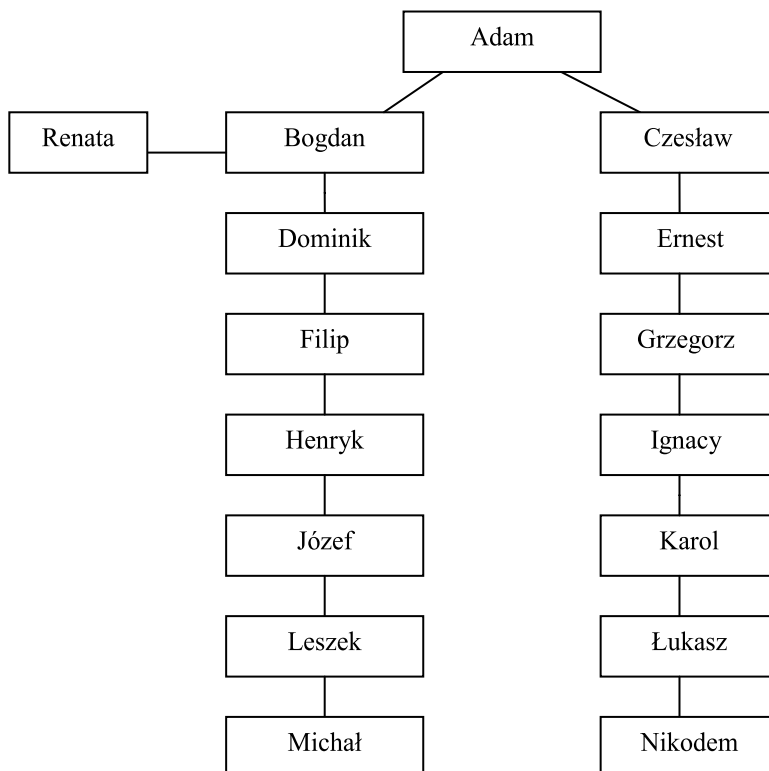 Adam
Renata
Bogdan
Czesław
Dominik
Ernest
Filip
Grzegorz
Henryk
Ignacy
Józef
Karol
Leszek
Łukasz
Michał
Nikodem